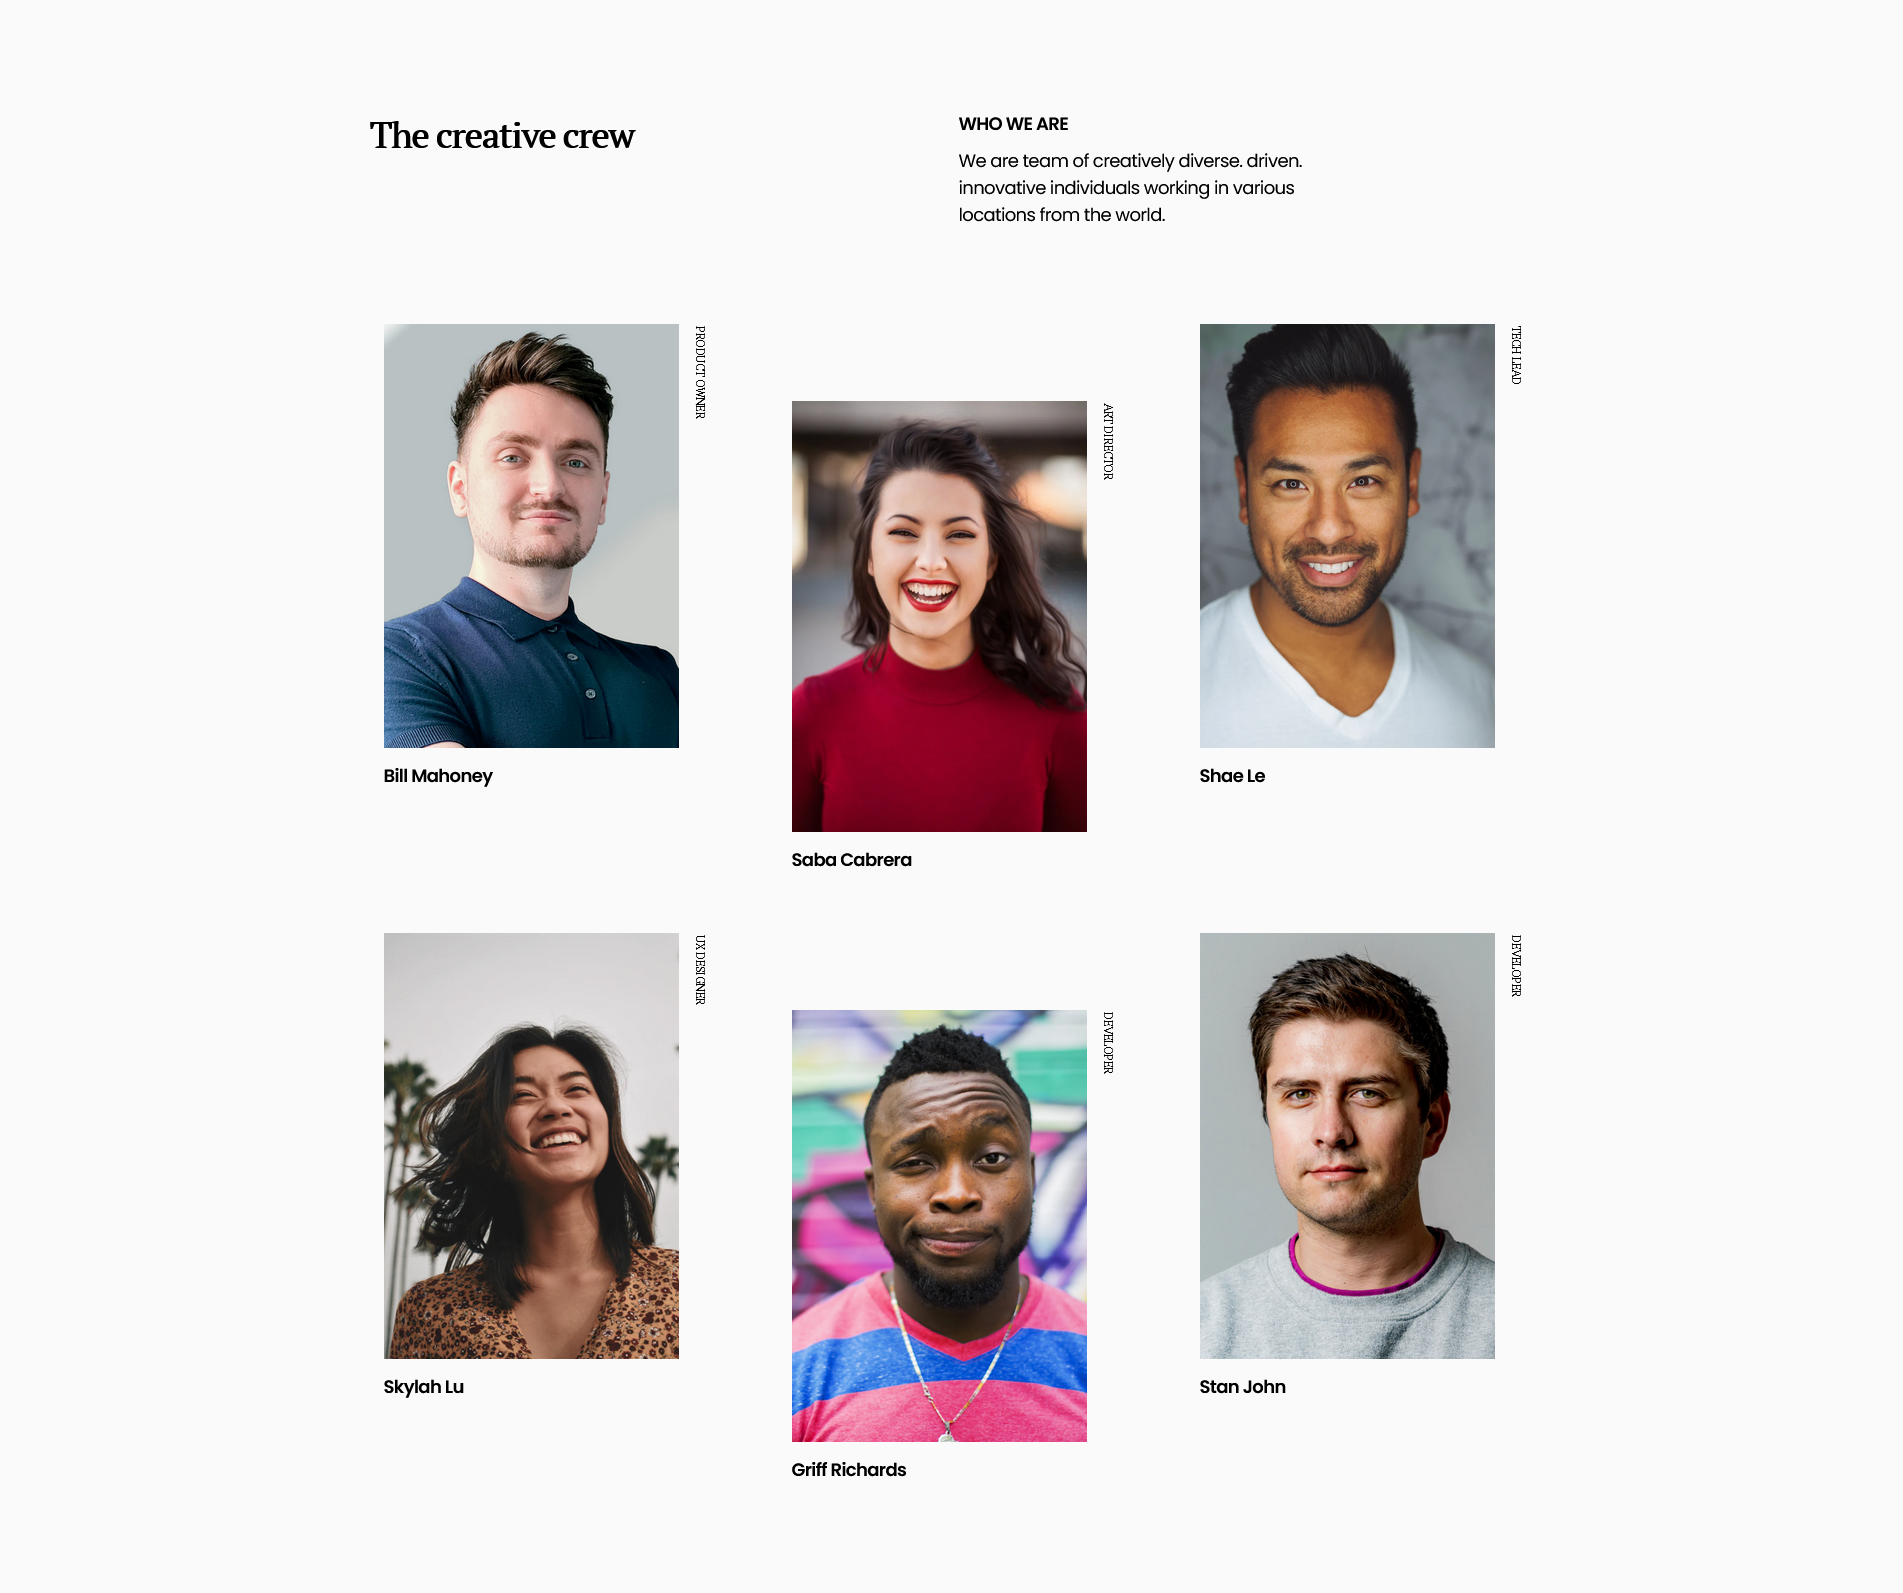 The creative crew
WHO WE ARE
We are team of creatively diverse. driven.
innovative individuals working in various
locations from the world.
PRODUCT OWNER
Bill Mahoney
ART DIRECTOR
Saba Cabrera
TECH LEAD
Shae Le
UX DESIGNER
Skylah Lu
DEVELOPER
Griff Richards
DEVELOPER
Stan John